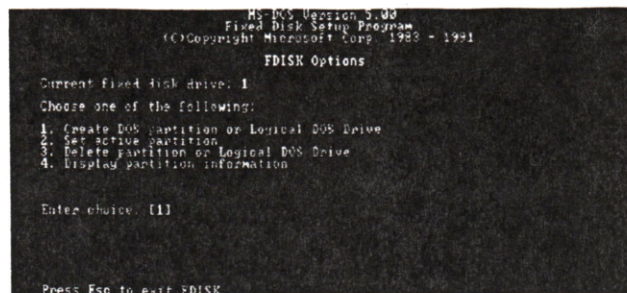 MS-DOS Version 5.00
Fixed Disk Setup Program
(C)Copyright Microsoft Corp. 1983 - 1991
FDISK Options
Current fixed disk drive: 1
Choose one of the following:
1. Create DOS partition or Logical DOS Drive
2. Set active partition
3. Delete partition or Logical DOS Drive
4. Display partition information
Enter choice: [1]
Press Esc to exit FDISK